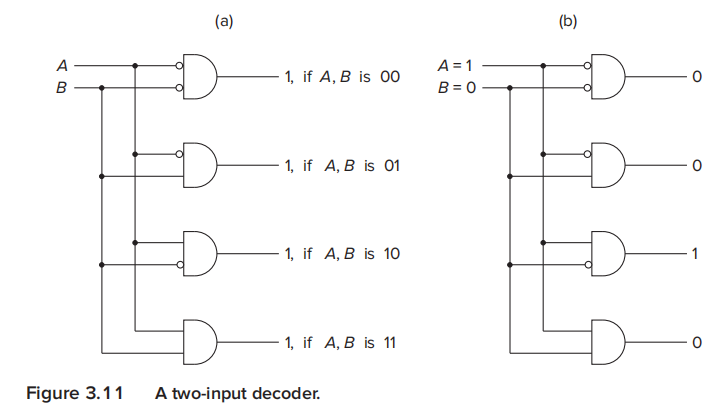 (a)
(b)
A
B
1, if A, B is 00
1, if A, B is 01
1, if A, B is 10
1, if A, B is 11
A = 1
B = 0
0
0
1
0
Figure 3.11 A two-input decoder.